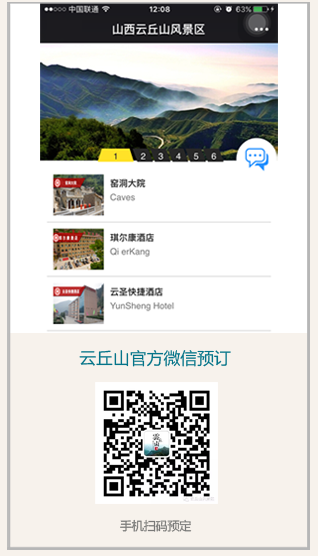 中国联通 12:08 63%
山西云丘山风景区
1 2 3 4 5 6
窑洞大院
Caves
琪尔康酒店
Qi erKang
云圣快捷酒店
YunSheng Hotel
云丘山官方微信预订
手机扫码预定